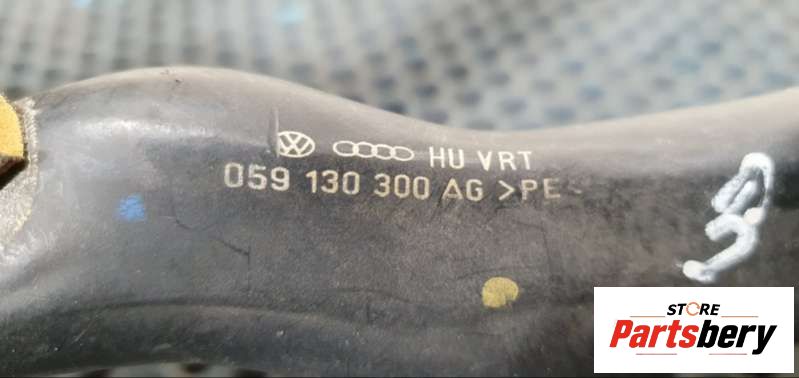 HU VRT
059 130 300 AG >PE
STORE
Partsbery